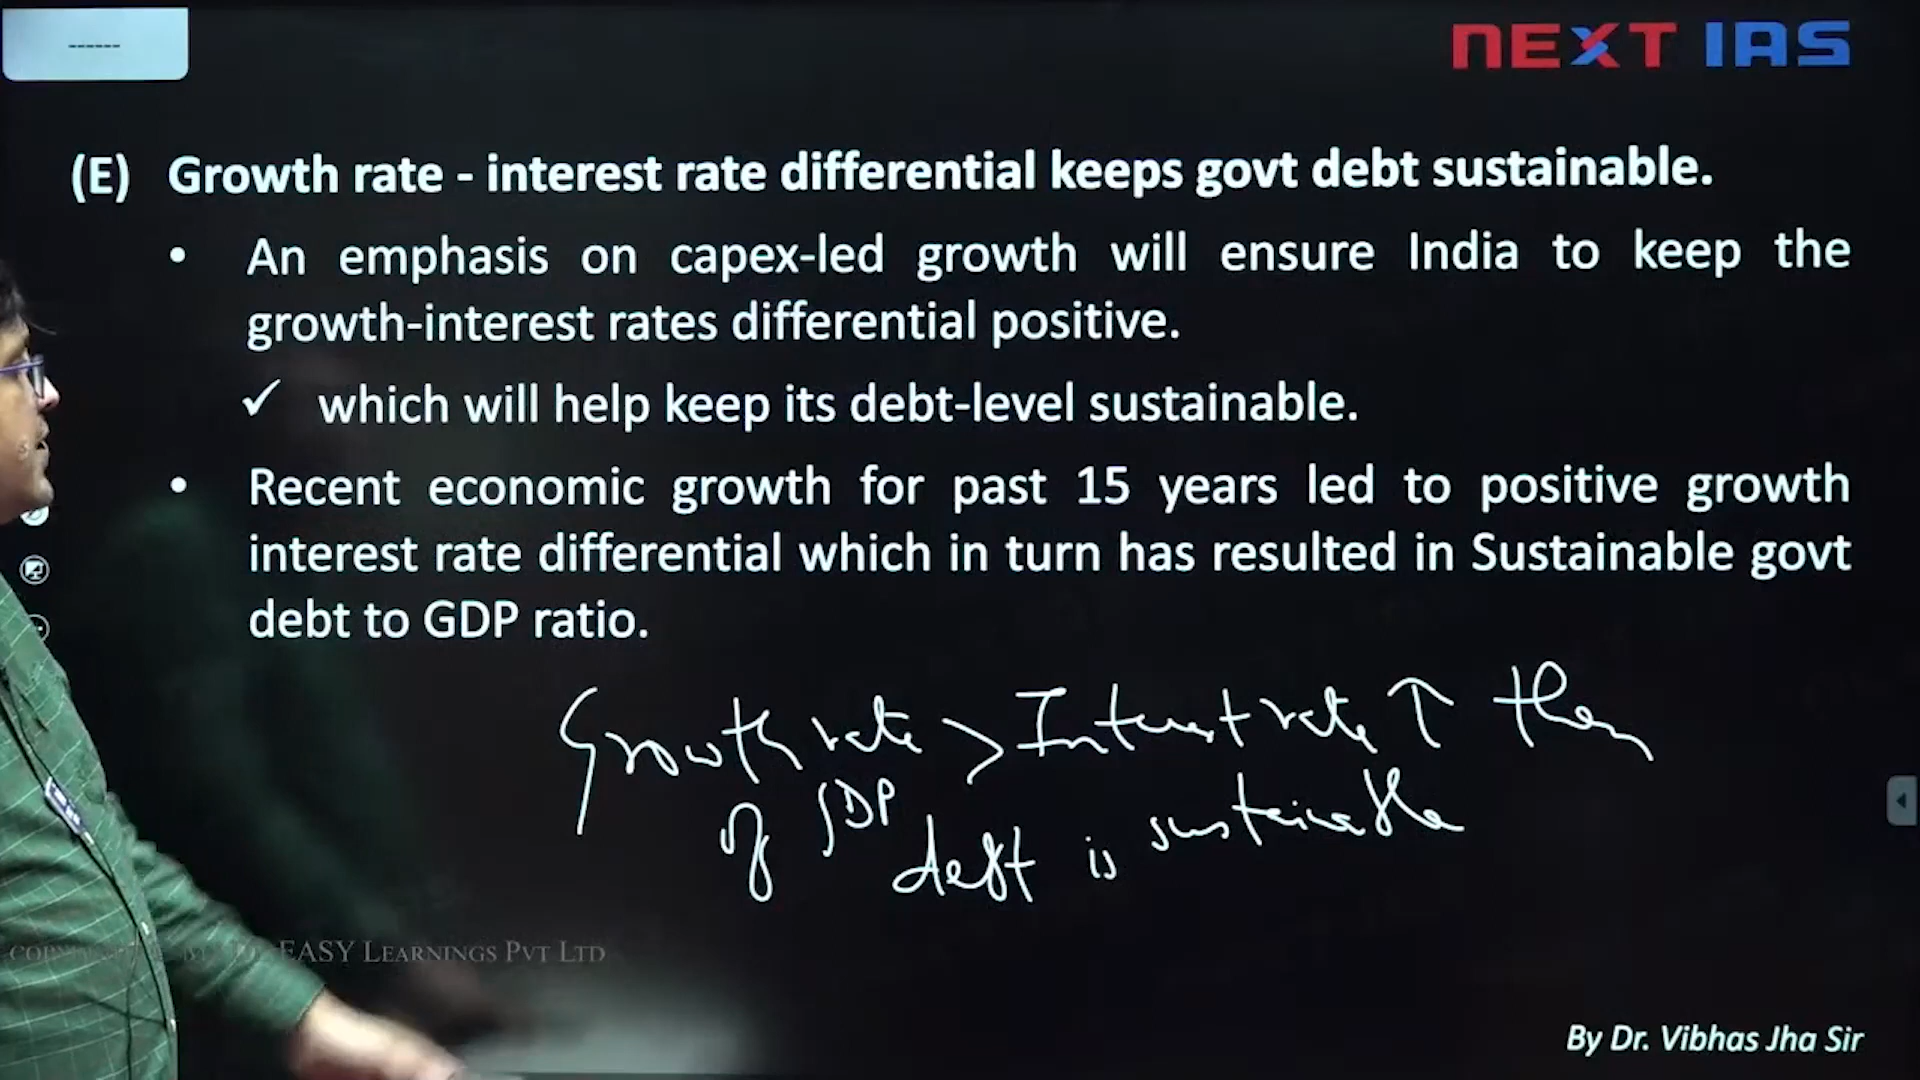 ------
NEXT IAS
(E) Growth rate - interest rate differential keeps govt debt sustainable.
• An emphasis on capex-led growth will ensure India to keep the
growth-interest rates differential positive.
✓ which will help keep its debt-level sustainable.
• Recent economic growth for past 15 years led to positive growth
interest rate differential which in turn has resulted in Sustainable govt
debt to GDP ratio.
Growth rate > Interest rate ↑ then
of GDP
debt is sustainable
EASY LEARNINGS PVT LTD
By Dr. Vibhas Jha Sir